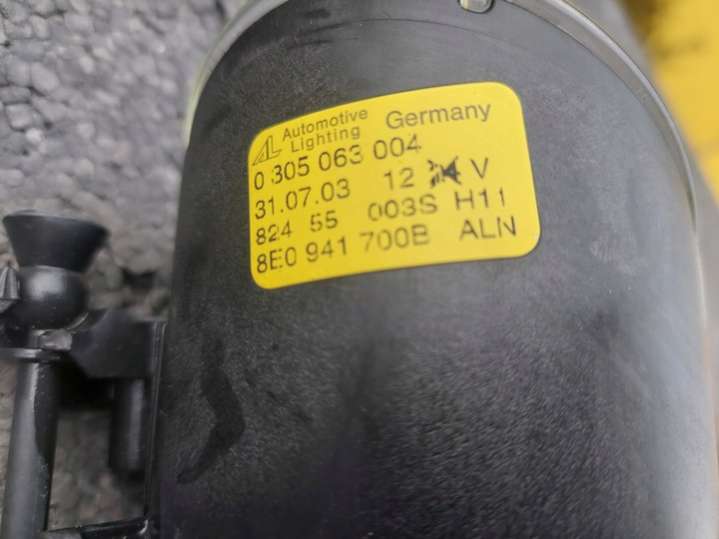 AL Automotive Lighting Germany
0 305 063 004
31.07.03 12 V
824 55 003S H11
8E0 941 700B ALN